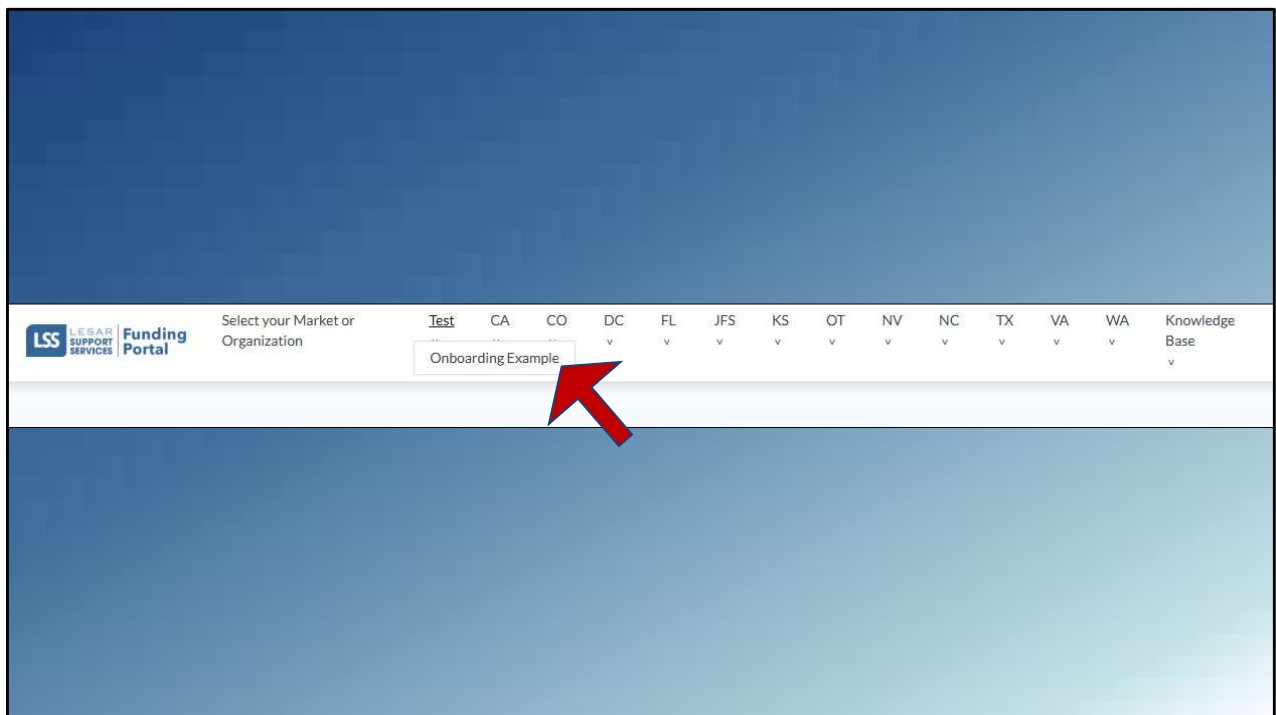 LSS LESAR SUPPORT SERVICES Funding Portal
Select your Market or
Organization
Test CA CO DC FL JFS KS OT NV NC TX VA WA Knowledge
Base
v v v v v v v v v v v
Onboarding Example